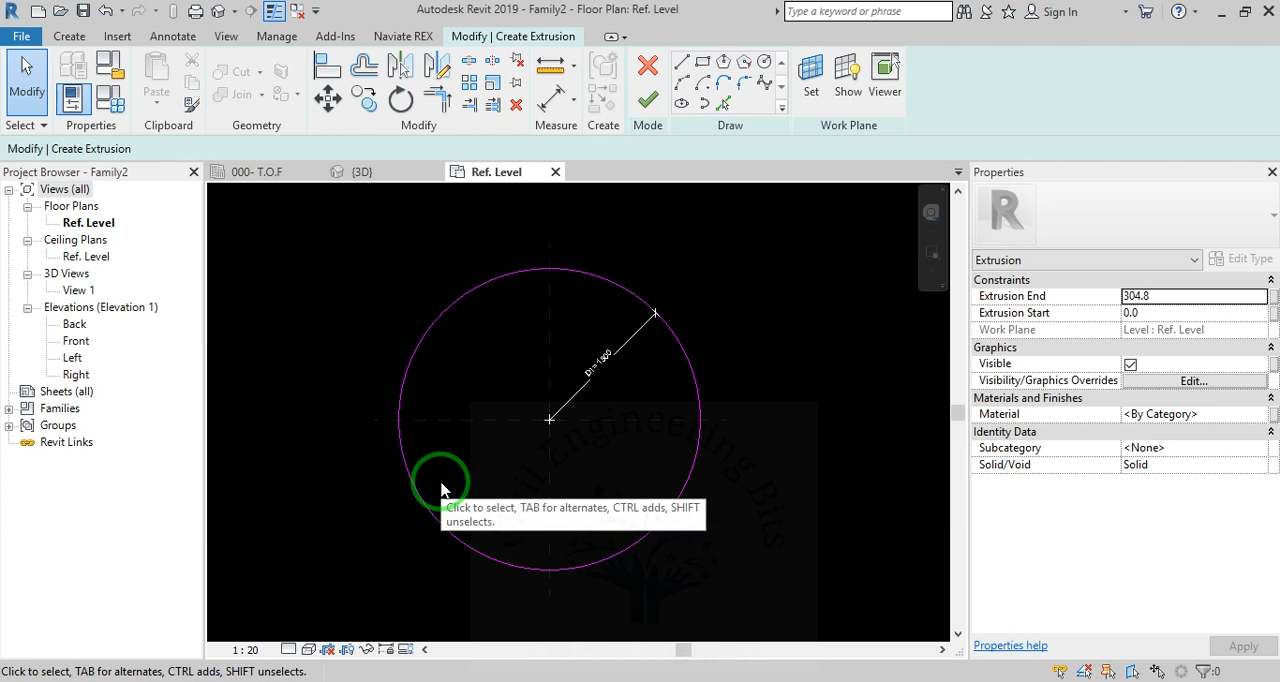 Autodesk Revit 2019 - Family2 - Floor Plan: Ref. Level
Type a keyword or phrase
Sign In
File Create Insert Annotate View Manage Add-Ins Naviate REX Modify | Create Extrusion
Modify
Paste
Cut
Join
Set Show Viewer
Select Properties Clipboard Geometry Modify Measure Create Mode Draw Work Plane
Modify | Create Extrusion
Project Browser - Family2
000- T.O.F
{3D}
Ref. Level
Properties
Views (all)
Floor Plans
Ref. Level
Ceiling Plans
Ref. Level
3D Views
View 1
Elevations (Elevation 1)
Back
Front
Left
Right
Sheets (all)
Families
Groups
Revit Links
Civil Engineering Bits
Click to select, TAB for alternates, CTRL adds, SHIFT
unselects.
Extrusion
Edit Type
Constraints
Extrusion End 304.8
Extrusion Start 0.0
Work Plane Level : Ref. Level
Graphics
Visible
Visibility/Graphics Overrides Edit...
Materials and Finishes
Material <By Category>
Identity Data
Subcategory <None>
Solid/Void Solid
1 : 20
Properties help
Apply
Click to select, TAB for alternates, CTRL adds, SHIFT unselects.
:0